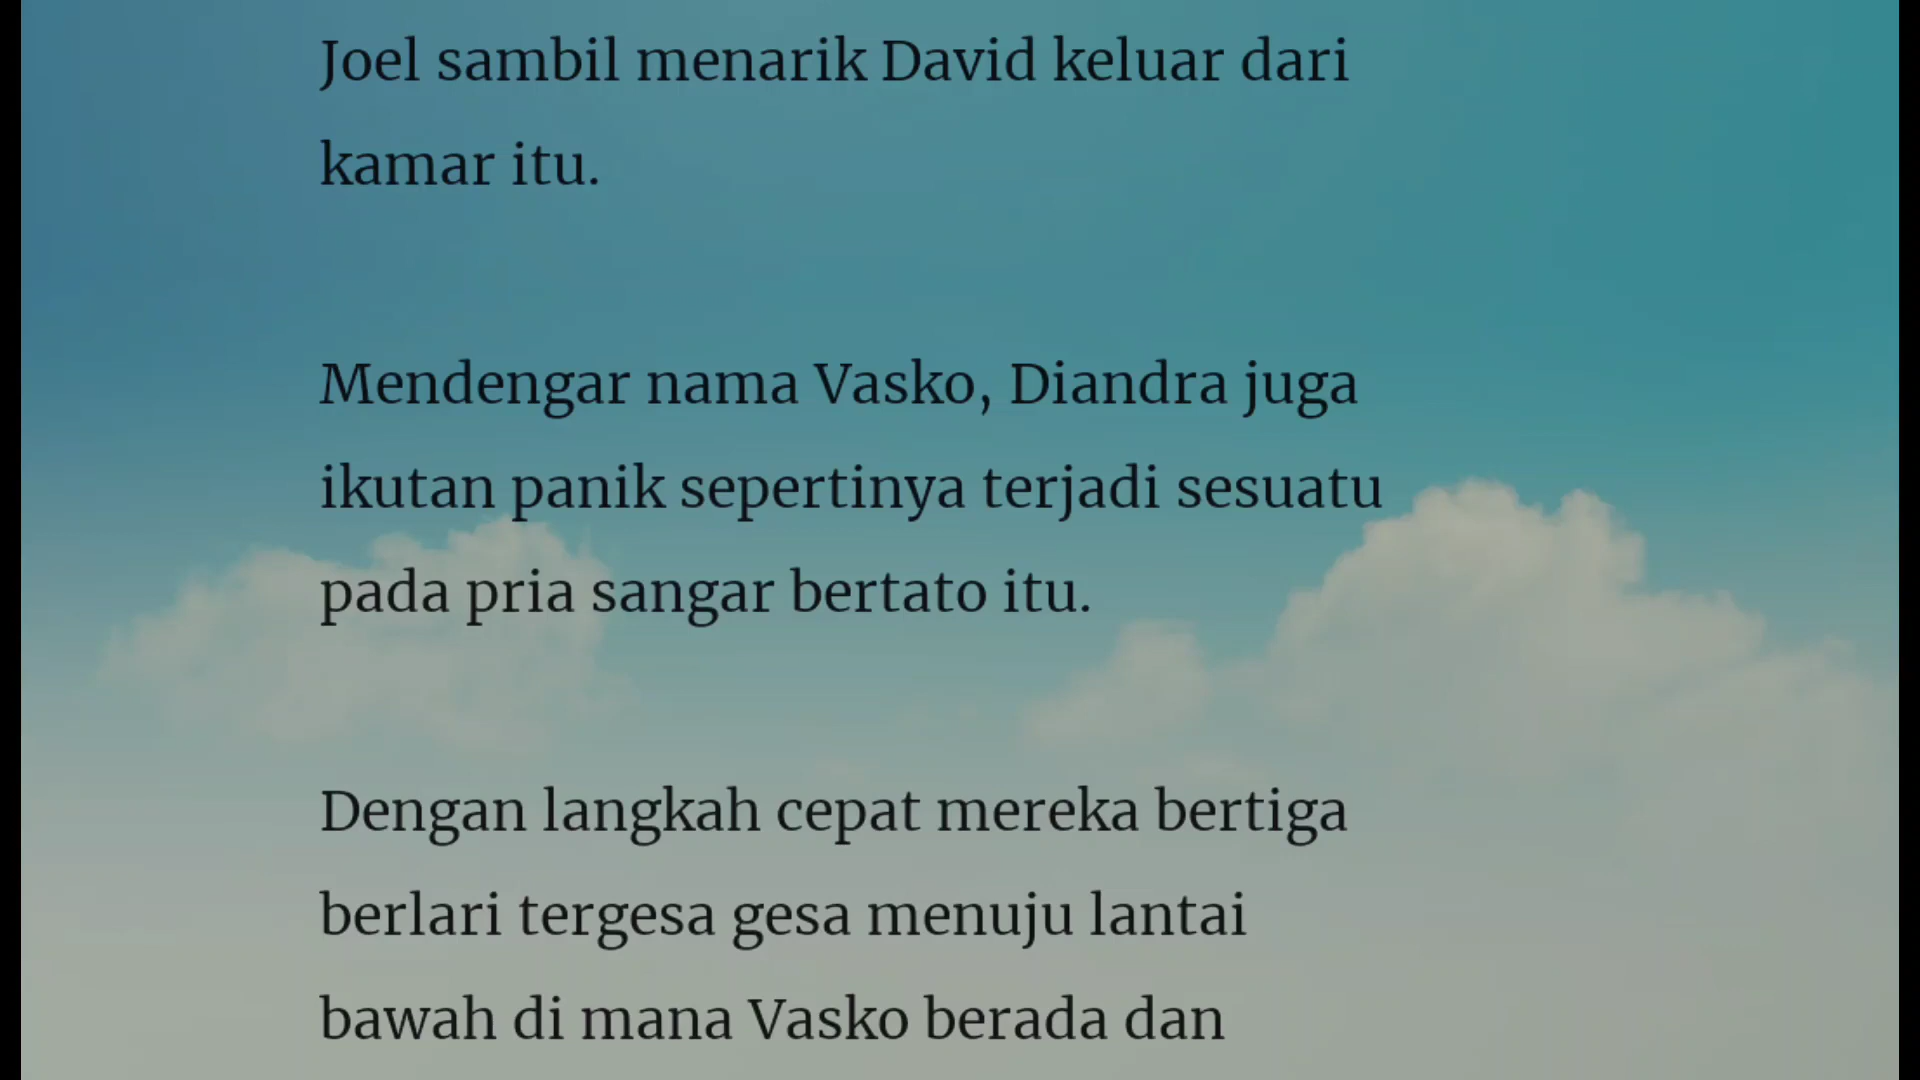 Joel sambil menarik David keluar dari
kamar itu.
Mendengar nama Vasko, Diandra juga
ikutan panik sepertinya terjadi sesuatu
pada pria sangar bertato itu.
Dengan langkah cepat mereka bertiga
berlari tergesa gesa menuju lantai
bawah di mana Vasko berada dan